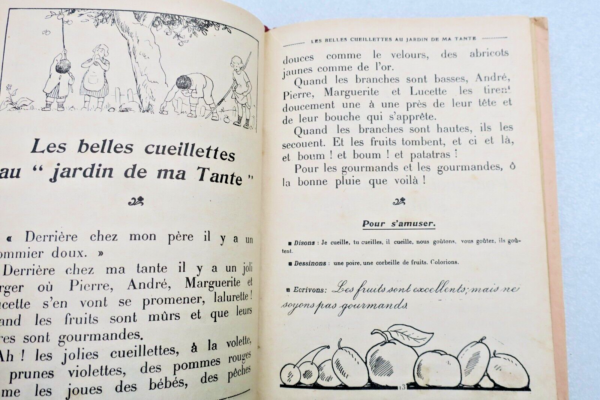 Les belles cueillettes
au “ jardin de ma Tante ”
« Derrière chez mon père il y a un
pommier doux. »
Derrière chez ma tante il y a un joli
verger où Pierre, André, Marguerite et
Lucette s'en vont se promener, lalurette!
quand les fruits sont mûrs et que leurs
sont gourmandes.
Ah ! les jolies cueillettes, à la volette,
prunes violettes, des pommes rouges
comme les joues des bébés, des pêches
LES BELLES CUEILLETTES AU JARDIN DE MA TANTE
douces comme le velours, des abricots
jaunes comme de l'or.
Quand les branches sont basses, André,
Pierre, Marguerite et Lucette les tirent
doucement une à une près de leur tête et
de leur bouche qui s'apprête.
Quand les branches sont hautes, ils les
secouent. Et les fruits tombent, et ci et là,
et boum ! et boum ! et patatras !
Pour les gourmands et les gourmandes, ô
la bonne pluie que voilà !
Pour s'amuser.
Disons : Je cueille, tu cueilles, il cueille, nous goûtons, vous goûtez, ils goû-
tent.
Dessinons : une poire, une corbeille de fruits. Colorions.
Écrivons : Les fruits sont excellents; mais ne
soyons pas gourmands